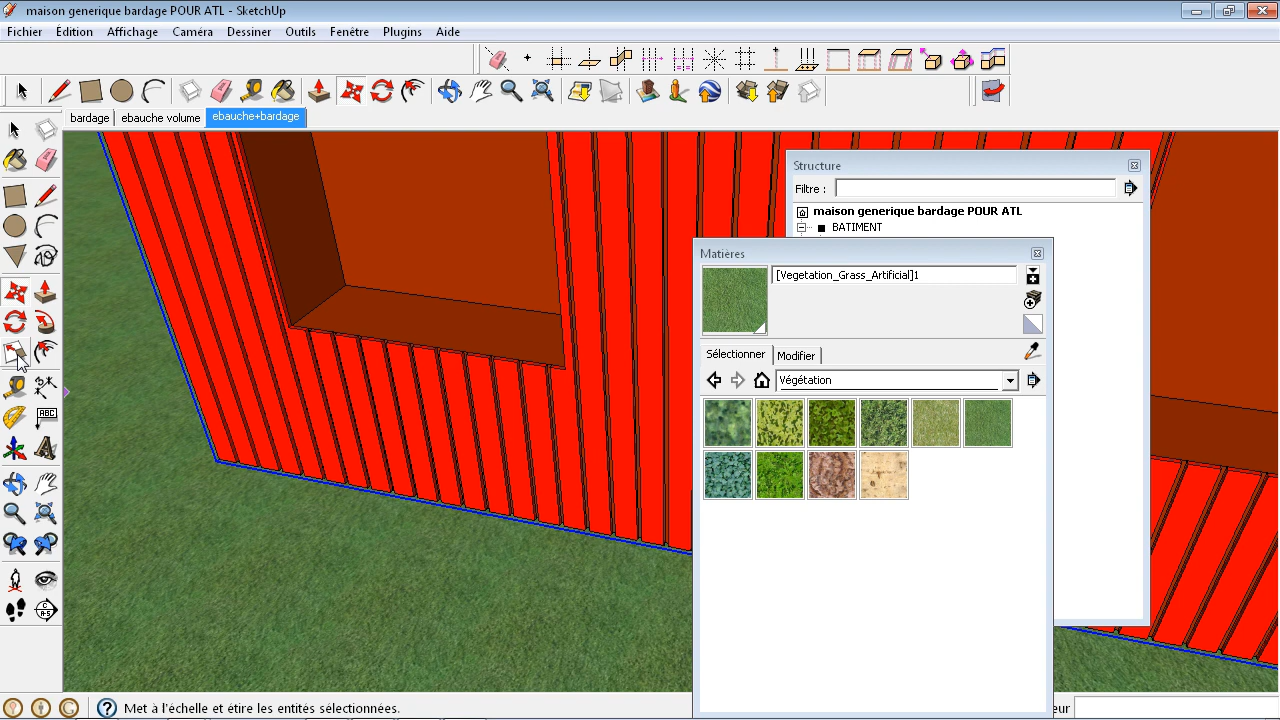 maison generique bardage POUR ATL - SketchUp
Fichier Édition Affichage Caméra Dessiner Outils Fenêtre Plugins Aide
bardage ebauche volume ebauche+bardage
Structure
Filtre :
maison generique bardage POUR ATL
BATIMENT
Matières
[Vegetation_Grass_Artificial]1
Sélectionner Modifier
Végétation
ABC
Met à l'échelle et étire les entités sélectionnées.
eur